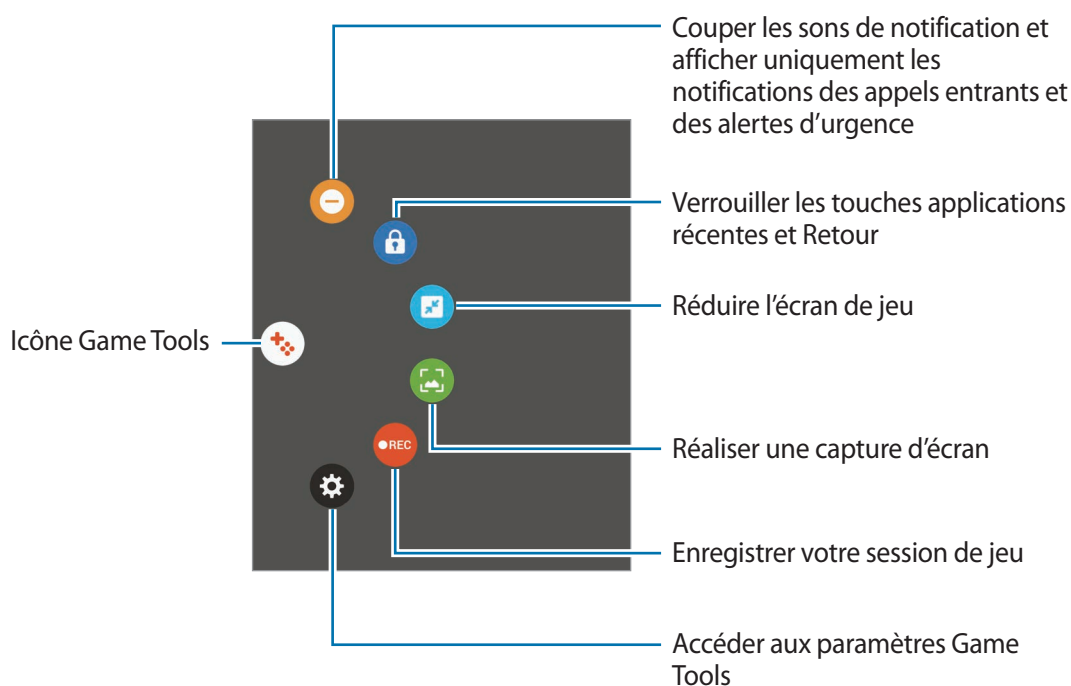 Couper les sons de notification et
afficher uniquement les
notifications des appels entrants et
des alertes d’urgence
Verrouiller les touches applications
récentes et Retour
Réduire l’écran de jeu
Icône Game Tools
Réaliser une capture d’écran
REC
Enregistrer votre session de jeu
Accéder aux paramètres Game
Tools